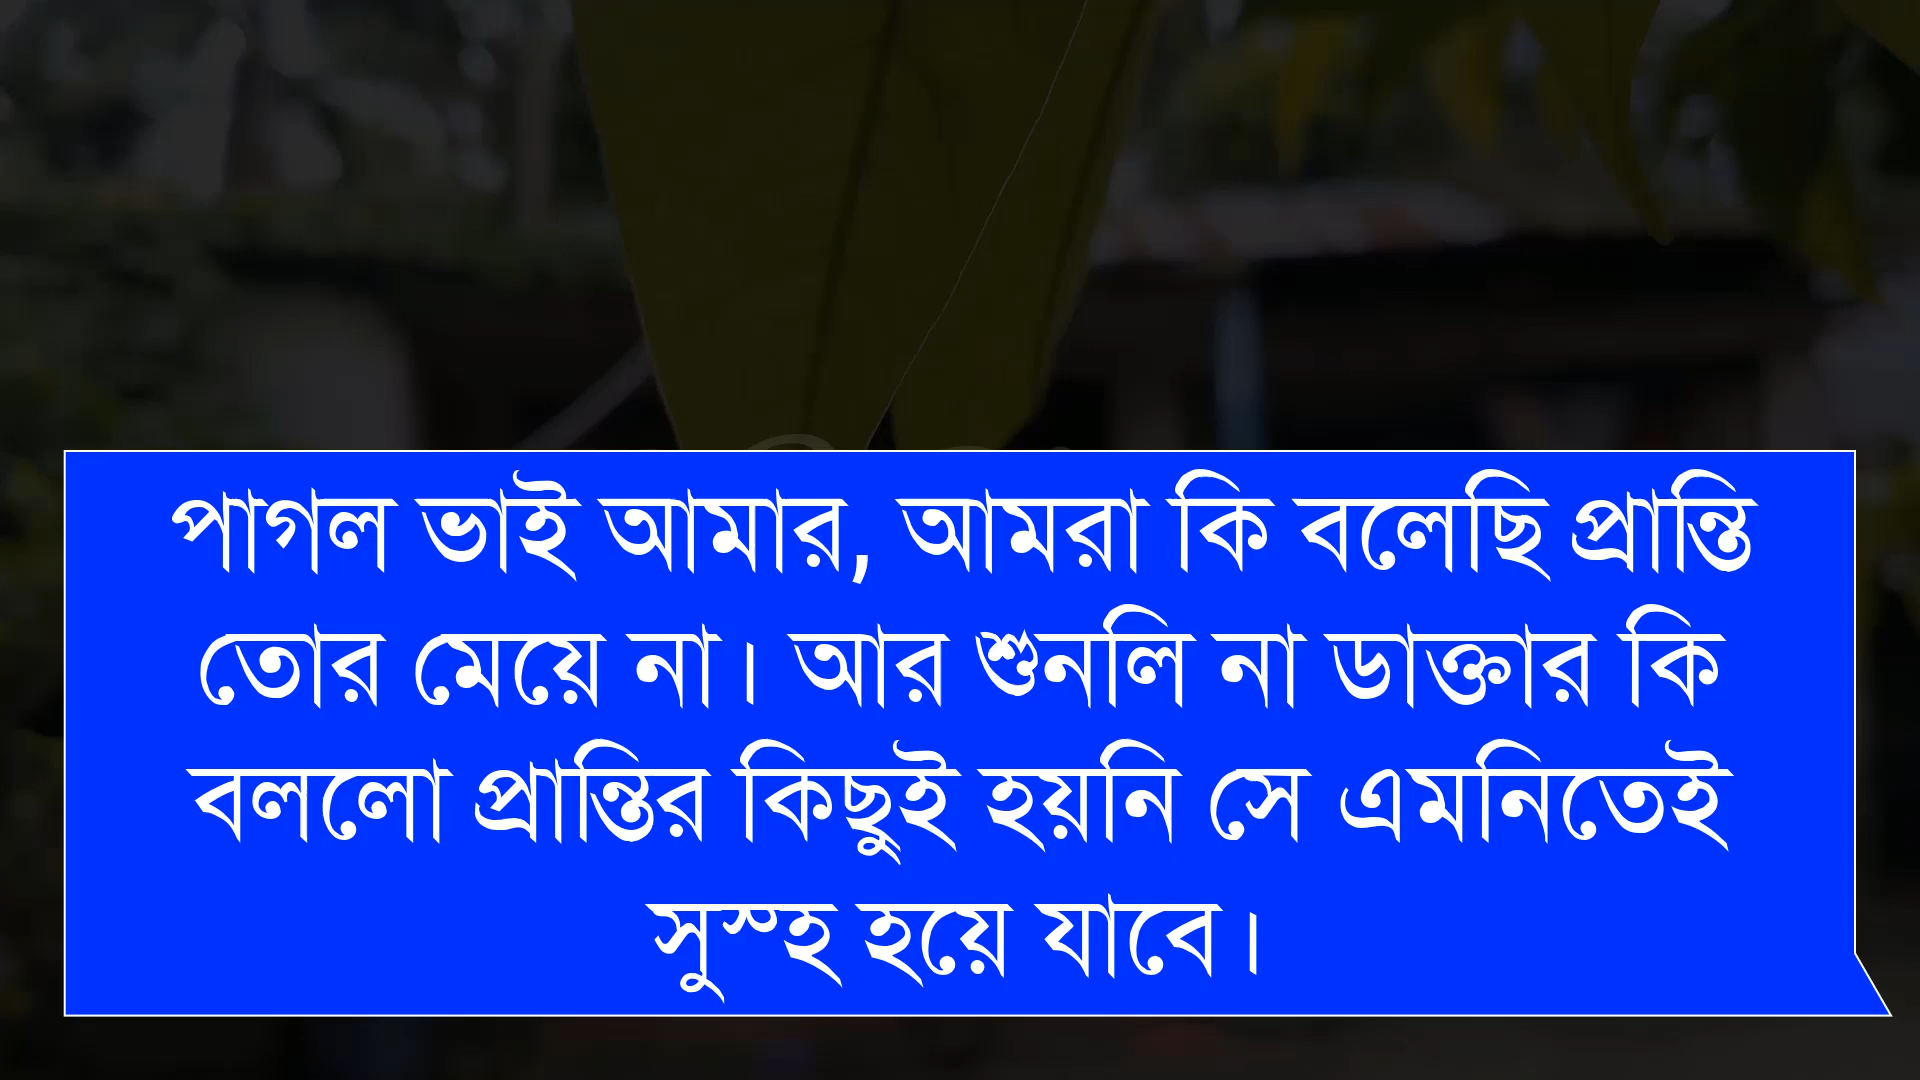 পাগল ভাই আমার, আমরা কি বলেছি প্রান্তি
তোর মেয়ে না। আর শুনলি না ডাক্তার কি
বললো প্রান্তির কিছুই হয়নি সে এমনিতেই
সুস্হ হয়ে যাবে।